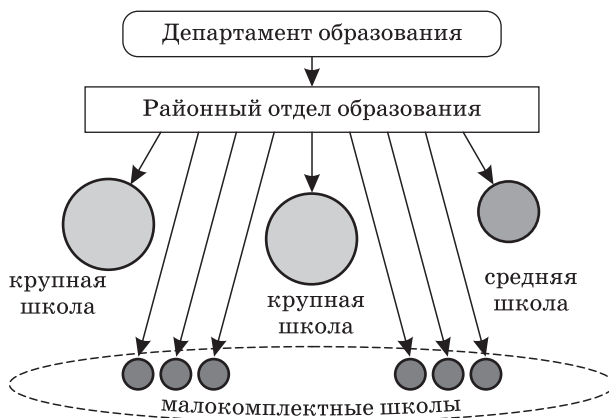 Департамент образования
Районный отдел образования
крупная
школа
крупная
школа
средняя
школа
малокомплектные школы